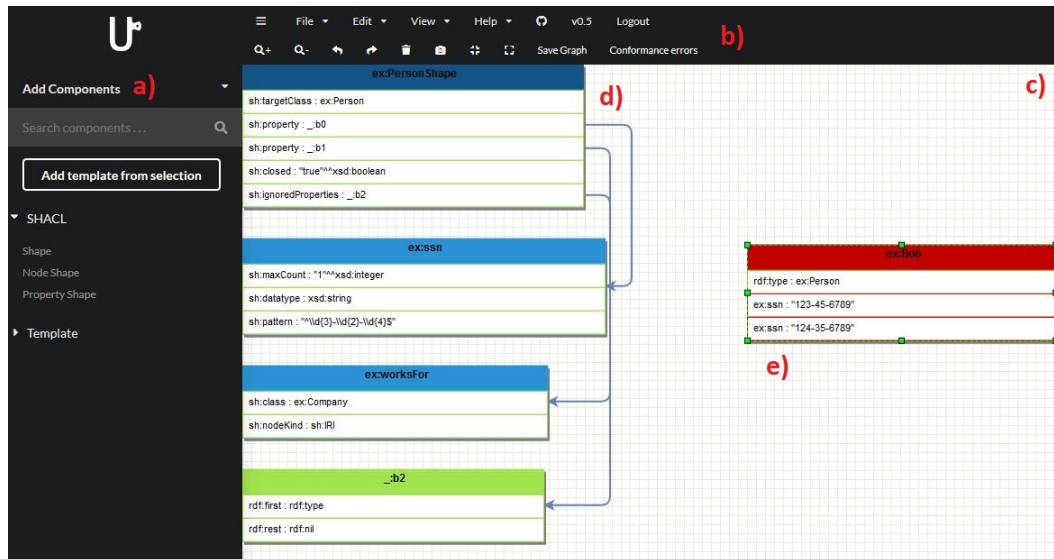 File Edit View Help v0.5 Logout
+ - Save Graph Conformance errors
b)
Add Components a)
Search components . . .
Add template from selection
SHACL
Shape
Node Shape
Property Shape
Template
c)
ex:PersonShape
d)
sh:targetClass : ex:Person
sh:property : _:b0
sh:property : _:b1
sh:closed : "true"^^xsd:boolean
sh:ignoredProperties : _:b2
ex:ssn
sh:maxCount : "1"^^xsd:integer
sh:datatype : xsd:string
sh:pattern : "^\\d{3}-\\d{2}-\\d{4}$"
ex:worksFor
sh:class : ex:Company
sh:nodeKind : sh:IRI
_:b2
rdf:first : rdf:type
rdf:rest : rdf:nil
ex:Bob
rdf:type : ex:Person
ex:ssn : "123-45-6789"
ex:ssn : "124-35-6789"
e)